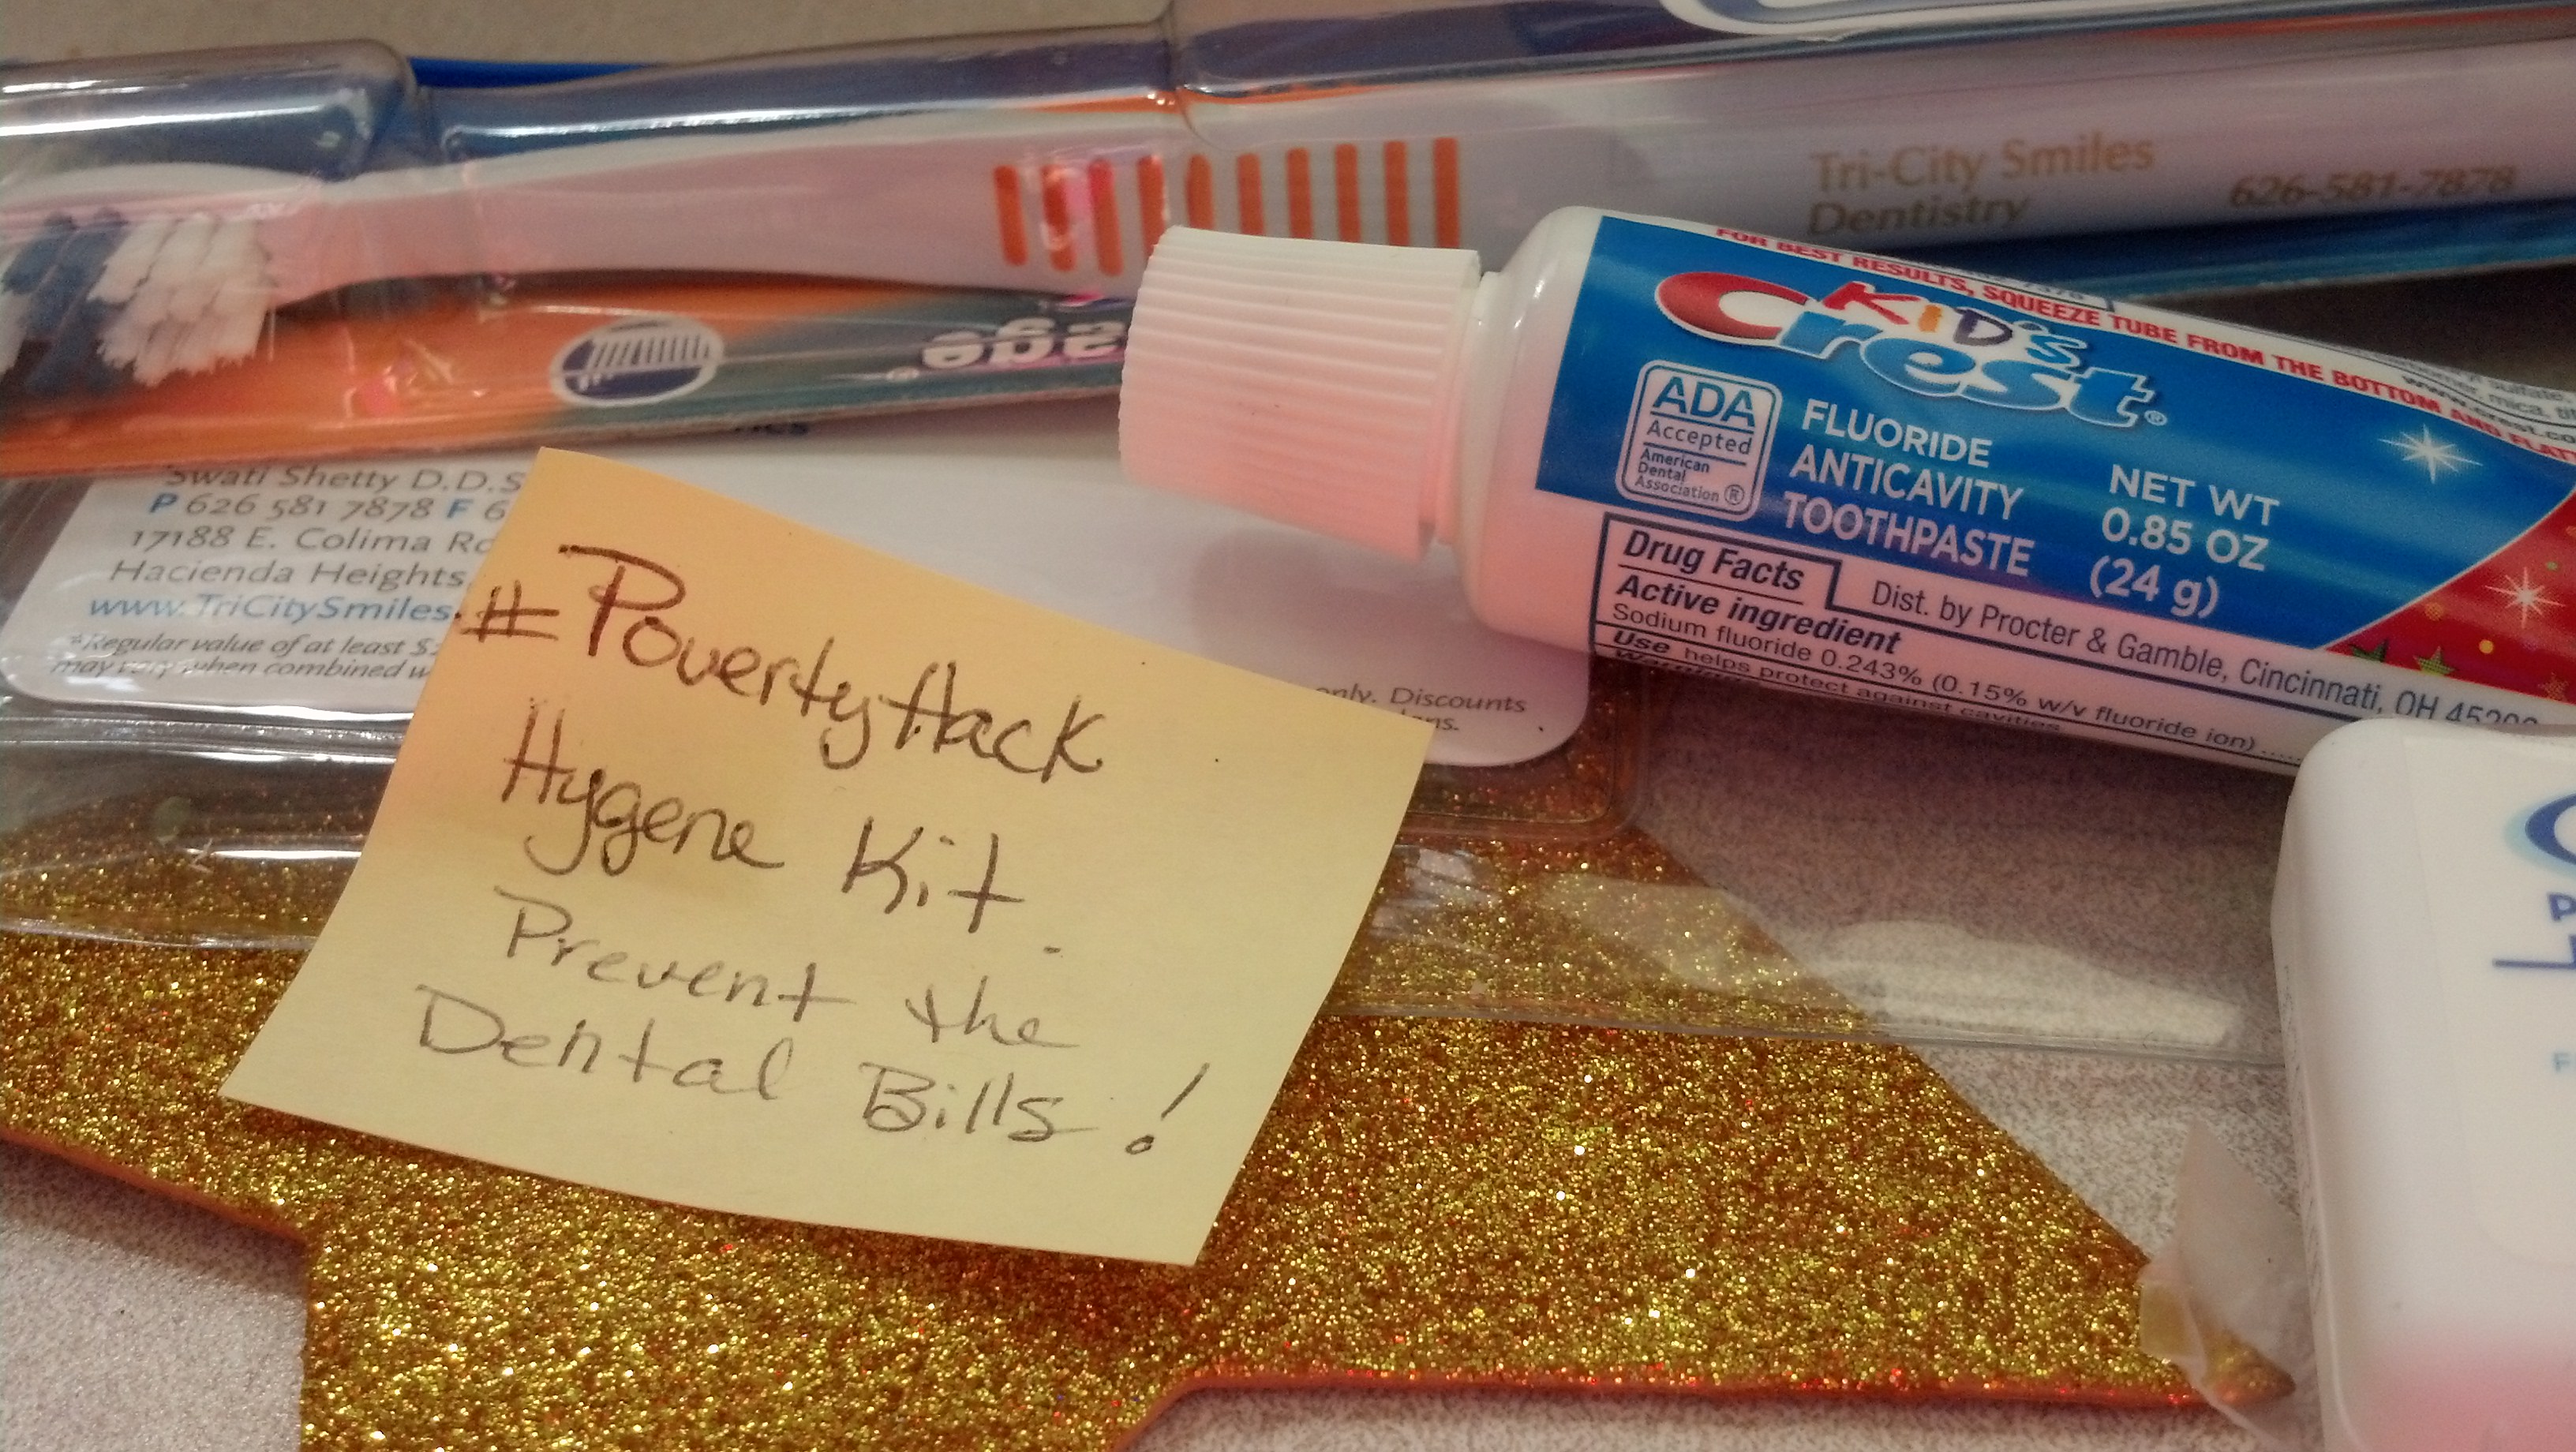 Tri-City Smiles
Dentistry
626-581-7878
FOR BEST RESULTS, SQUEEZE TUBE FROM THE BOTTOM AND
KID's
Crest®
ADA
Accepted
American
Dental
Association ®
FLUORIDE
ANTICAVITY
TOOTHPASTE
NET WT
0.85 OZ
(24 g)
Drug Facts
Active ingredient
Sodium fluoride 0.243% (0.15% w/v fluoride ion)
Use helps protect against cavities
Dist. by Procter & Gamble, Cincinnati, OH
Swati Shetty D.D.S
P 626 581 7878 F 6
17188 E. Colima
Hacienda Heights
www.TriCitySmiles.
*Regular value of at least
may vary when combined
only. Discounts
#PovertyHack
Hygene Kit.
Prevent the
Dental Bills!